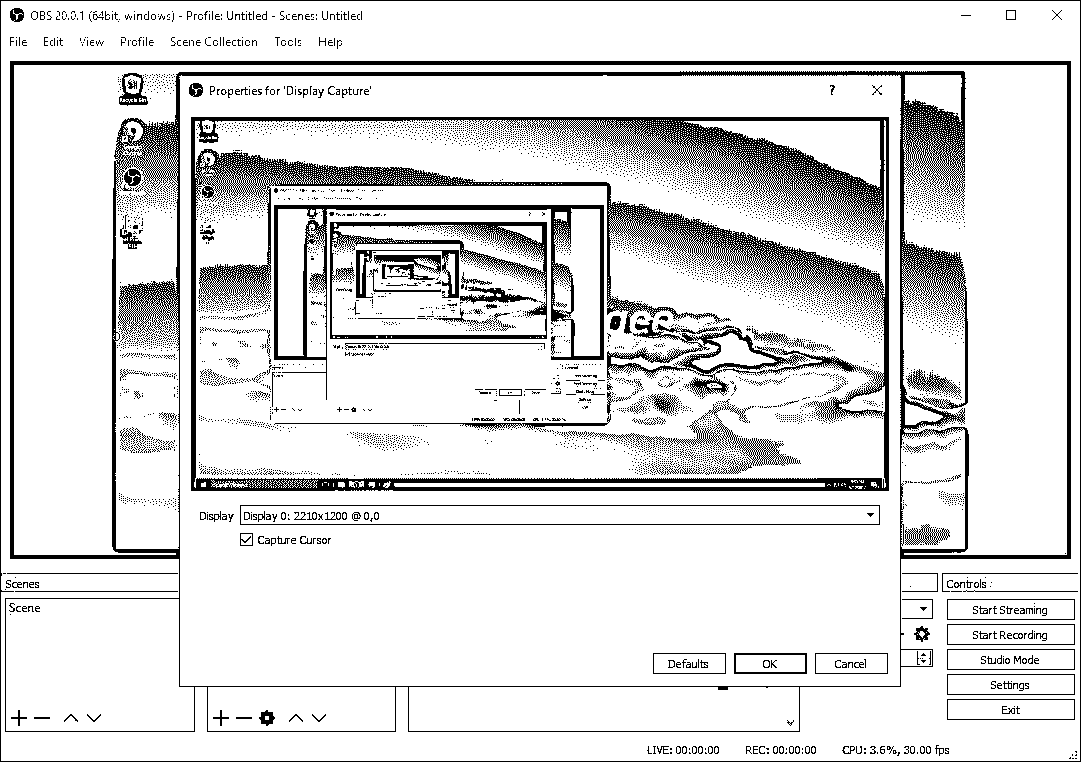 OBS 20.0.1 (64bit, windows) - Profile: Untitled - Scenes: Untitled
File Edit View Profile Scene Collection Tools Help
Recycle Bin
Properties for 'Display Capture'
?
Display Display 0: 2210x1200 @ 0,0
Capture Cursor
Scenes
Controls
Scene
Start Streaming
Start Recording
Studio Mode
Defaults OK Cancel
Settings
Exit
LIVE: 00:00:00 REC: 00:00:00 CPU: 3.6%, 30.00 fps